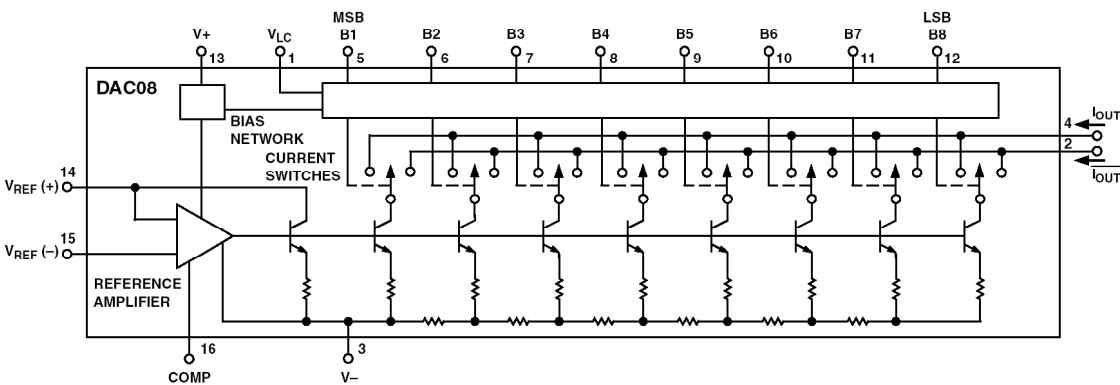 MSB LSB
V+ VLC B1 B2 B3 B4 B5 B6 B7 B8
13 1 5 6 7 8 9 10 11 12
DAC08
BIAS
NETWORK
CURRENT
SWITCHES
4 IOUT
2 IOUT
VREF (+) 14
VREF (–) 15
REFERENCE
AMPLIFIER
16 3
COMP V–